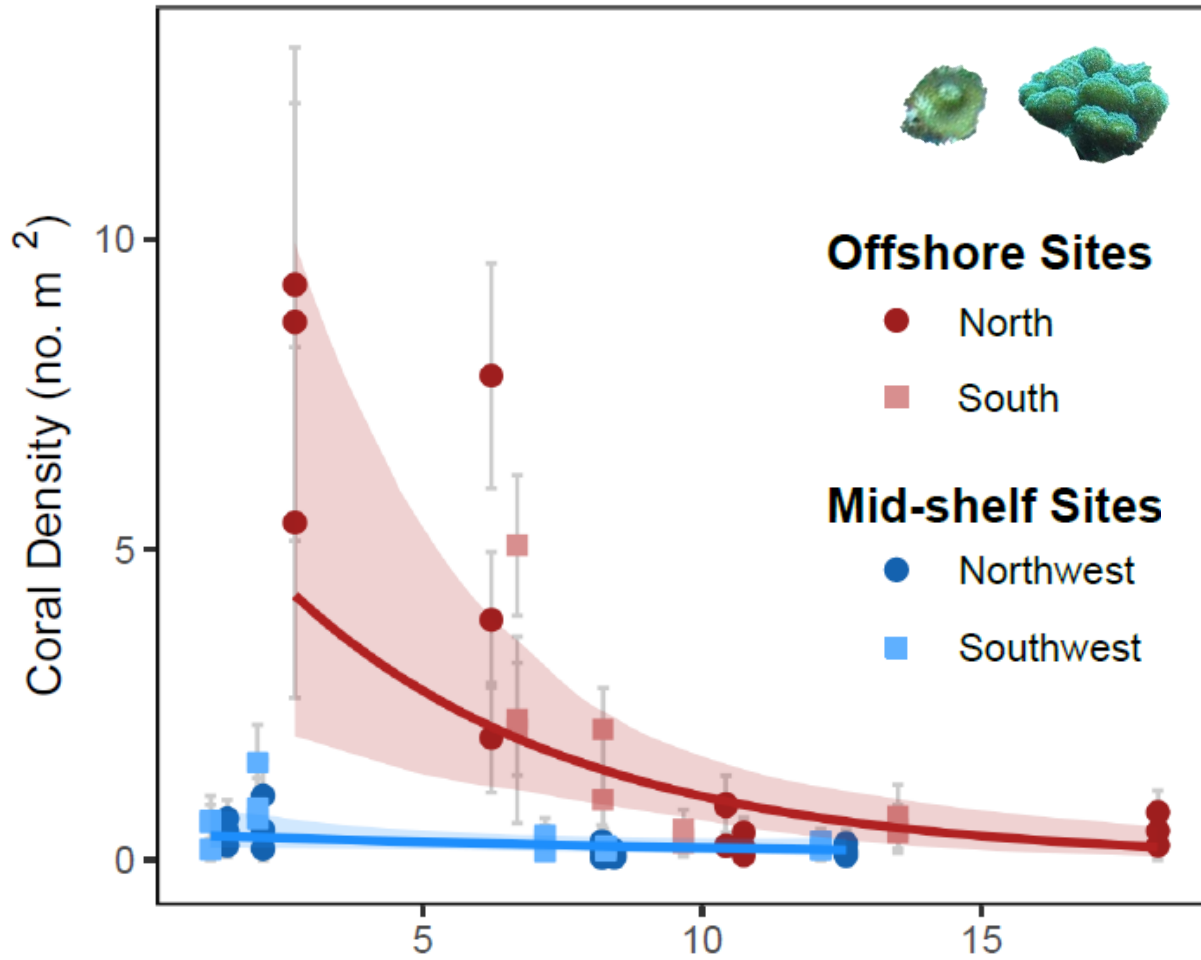 Coral Density (no. m 2)
10
5
0
Offshore Sites
North
South
Mid-shelf Sites
Northwest
Southwest
5 10 15